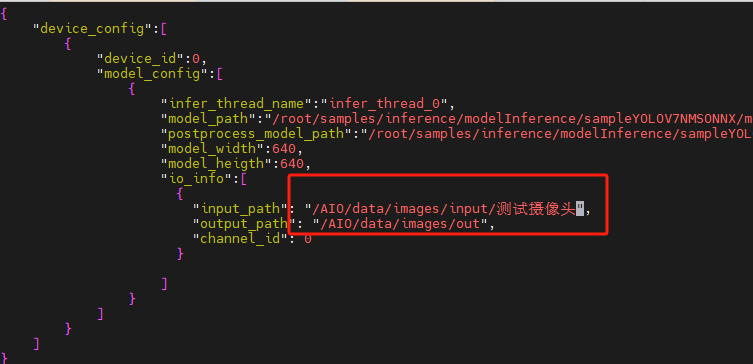 {
"device_config":[
{
"device_id":0,
"model_config":[
{
"infer_thread_name":"infer_thread_0",
"model_path":"/root/samples/inference/modelInference/sampleYOLOV7NMSONNX/m
"postprocess_model_path":"/root/samples/inference/modelInference/sampleYOL
"model_width":640,
"model_heigth":640,
"io_info":[
{
"input_path": "/AIO/data/images/input/测试摄像头",
"output_path": "/AIO/data/images/out",
"channel_id": 0
}
]
}
]
}
]
}